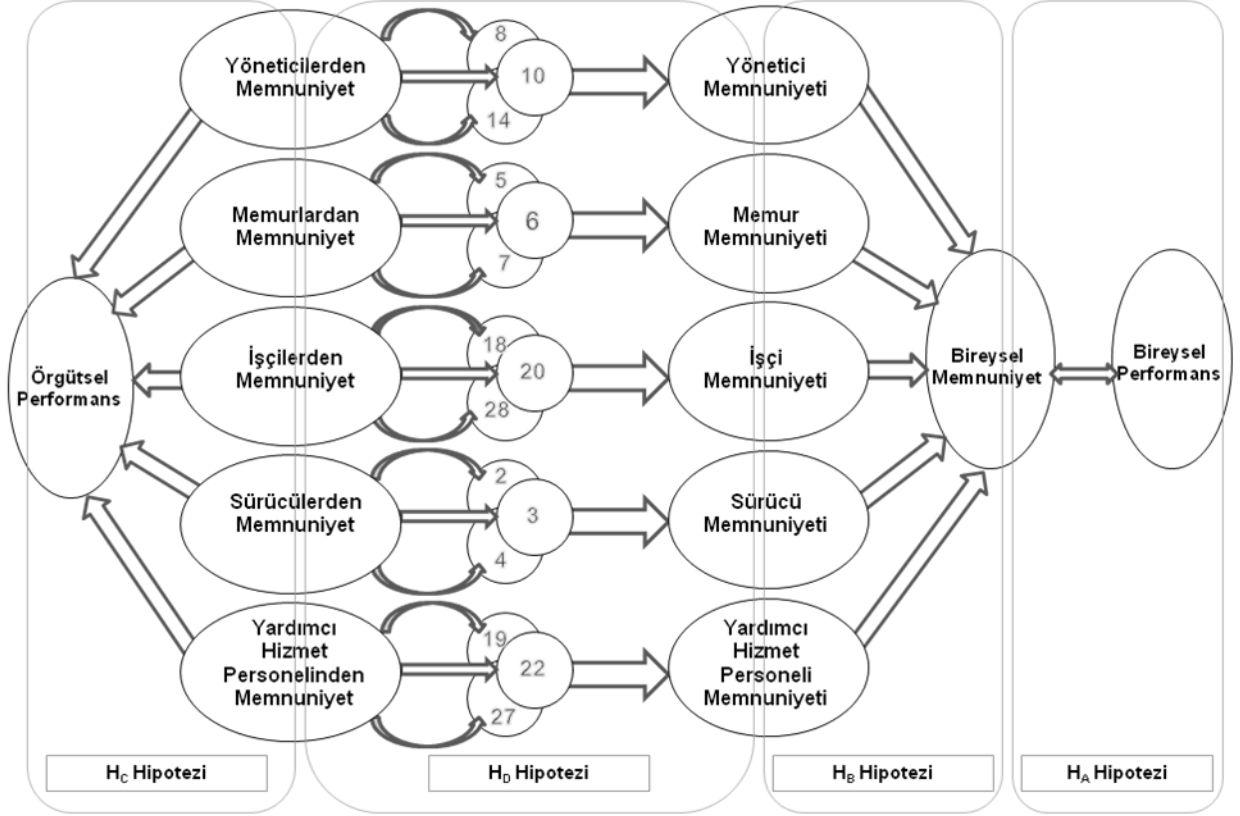 Yöneticilerden
Memnuniyet
8
10
14
Yönetici
Memnuniyeti
Memurlardan
Memnuniyet
5
6
7
Memur
Memnuniyeti
Örgütsel
Performans
İşçilerden
Memnuniyet
18
20
28
İşçi
Memnuniyeti
Bireysel
Memnuniyet
Bireysel
Performans
Sürücülerden
Memnuniyet
2
3
4
Sürücü
Memnuniyeti
Yardımcı
Hizmet
Personelinden
Memnuniyet
19
22
27
Yardımcı
Hizmet
Personeli
Memnuniyeti
HC Hipotezi
HD Hipotezi
HB Hipotezi
HA Hipotezi